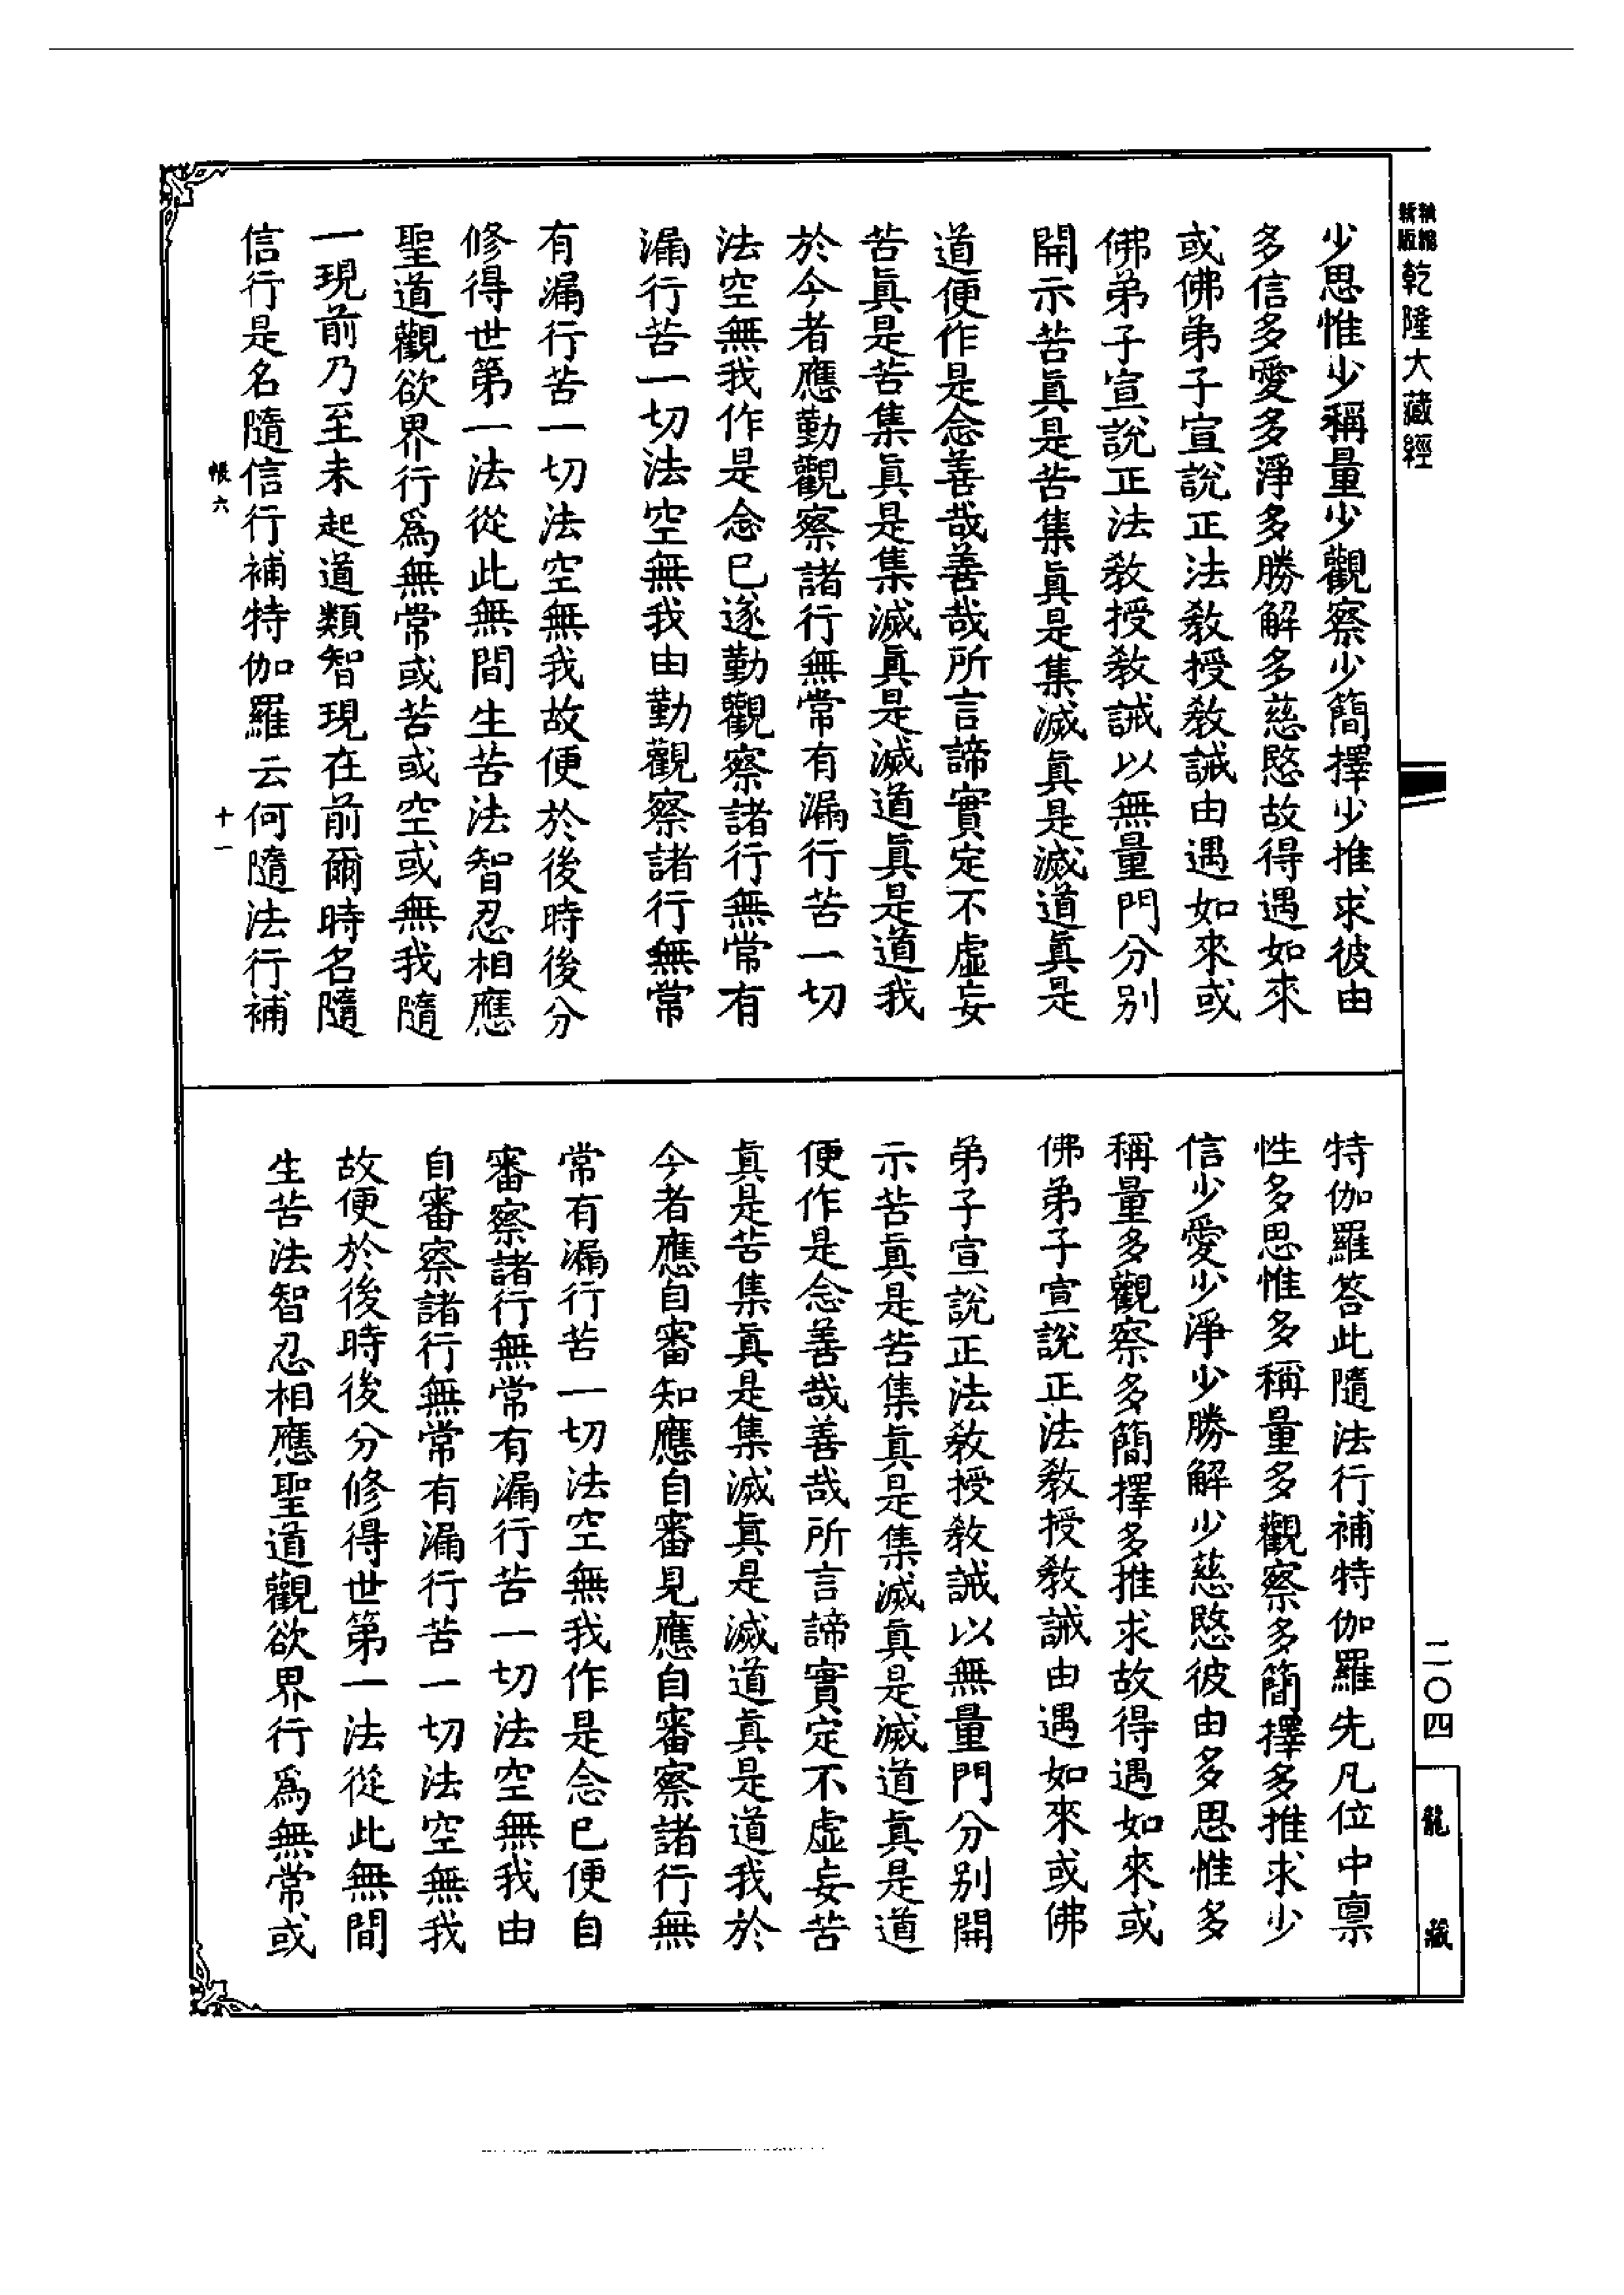 精縮新版乾隆大藏經
少思惟少稱量少觀察少簡擇少推求彼由
多信多愛多淨多勝解多慈愍故得遇如來
或佛弟子宣說正法教授教誡由遇如來或
佛弟子宣說正法教授教誡以無量門分別
開示苦眞是苦集眞是集滅眞是滅道眞是
道便作是念善哉善哉所言諦實定不虛妄
苦眞是苦集眞是集滅眞是滅道眞是道我
於今者應勤觀察諸行無常有漏行苦一切
法空無我作是念已遂勤觀察諸行無常有
漏行苦一切法空無我由勤觀察諸行無常
有漏行苦一切法空無我故便於後時後分
修得世第一法從此無間生苦法智忍相應
聖道觀欲界行爲無常或苦或空或無我隨
一現前乃至未起道類智現在前爾時名隨
信行是名隨信行補特伽羅云何隨法行補
帳六 十一
特伽羅答此隨法行補特伽羅先凡位中稟
性多思惟多稱量多觀察多簡擇多推求少
信少愛少淨少勝解少慈愍彼由多思惟多
稱量多觀察多簡擇多推求故得遇如來或
佛弟子宣說正法教授教誡由遇如來或佛
弟子宣說正法教授教誡以無量門分別開
示苦眞是苦集眞是集滅眞是滅道眞是道
便作是念善哉善哉所言諦實定不虛妄苦
眞是苦集眞是集滅眞是滅道眞是道我於
今者應自審知應自審見應自審察諸行無
常有漏行苦一切法空無我作是念已便自
審察諸行無常有漏行苦一切法空無我由
自審察諸行無常有漏行苦一切法空無我
故便於後時後分修得世第一法從此無間
生苦法智忍相應聖道觀欲界行爲無常或
二〇四
龍藏